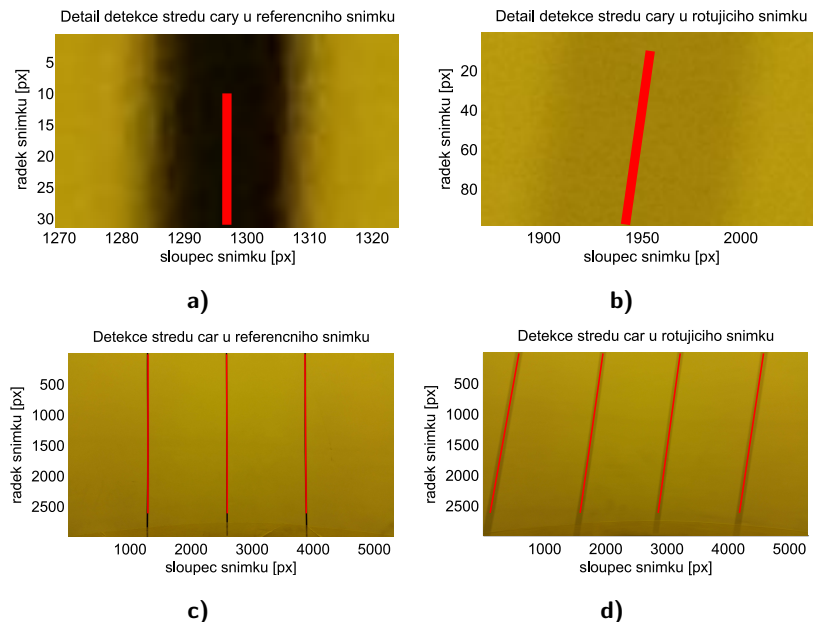 Detail detekce stredu cary u referencniho snimku
radek snimku [px]
5
10
15
20
25
30
1270
1280
1290
1300
1310
1320
sloupec snimku [px]
a)
Detail detekce stredu cary u rotujiciho snimku
radek snimku [px]
20
40
60
80
1900
1950
2000
sloupec snimku [px]
b)
Detekce stredu car u referencniho snimku
radek snimku [px]
500
1000
1500
2000
2500
1000
2000
3000
4000
5000
sloupec snimku [px]
c)
Detekce stredu car u rotujiciho snimku
radek snimku [px]
500
1000
1500
2000
2500
1000
2000
3000
4000
5000
sloupec snimku [px]
d)